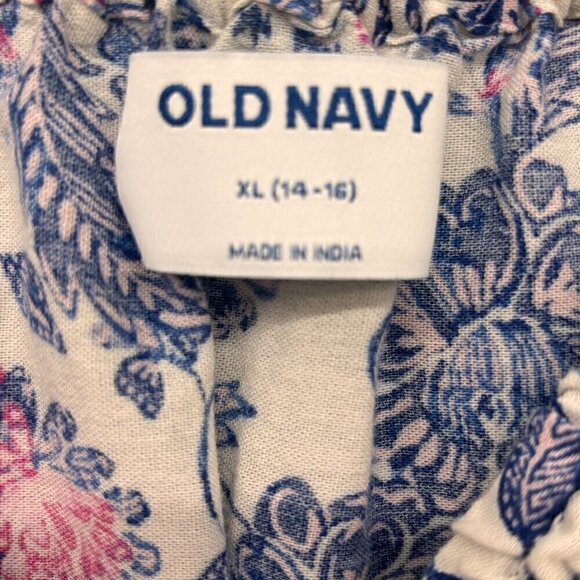 OLD NAVY
XL (14-16)
MADE IN INDIA